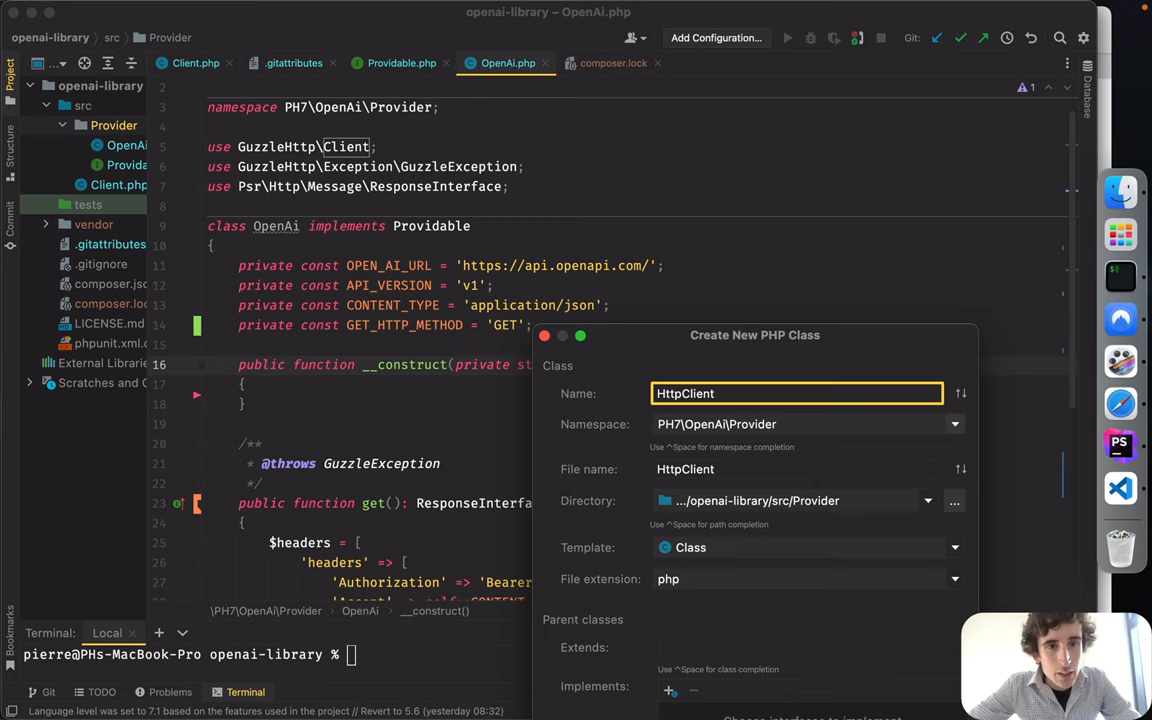 openai-library – OpenAi.php
openai-library src Provider
Add Configuration...
Git:
Project
Client.php
.gitattributes
Providable.php
OpenAi.php
composer.lock
openai-library
src
Provider
OpenAi
Provida
Client.php
tests
vendor
.gitattributes
.gitignore
composer.jsc
composer.loc
LICENSE.md
phpunit.xml.c
External Librarie
Scratches and C
Structure
Commit
Bookmarks
Database
1
2
3 namespace PH7\OpenAi\Provider;
4
5 use GuzzleHttp\Client;
6 use GuzzleHttp\Exception\GuzzleException;
7 use Psr\Http\Message\ResponseInterface;
8
9 class OpenAi implements Providable
10 {
11 private const OPEN_AI_URL = 'https://api.openapi.com/';
12 private const API_VERSION = 'v1';
13 private const CONTENT_TYPE = 'application/json';
14 private const GET_HTTP_METHOD = 'GET';
15
16 public function __construct(private st
17 {
18 }
19
20 /**
21 * @throws GuzzleException
22 */
23 public function get(): ResponseInterfa
24 {
25 $headers = [
26 'headers' => [
27 'Authorization' => 'Bearer
\PH7\OpenAi\Provider OpenAi __construct()
Create New PHP Class
Class
Name: HttpClient
Namespace: PH7\OpenAi\Provider
Use ^Space for namespace completion
File name: HttpClient
Directory: .../openai-library/src/Provider
...
Use ^Space for path completion
Template: Class
File extension: php
Parent classes
Extends:
Use ^Space for class completion
Implements:
PS
Terminal: Local
pierre@PHs-MacBook-Pro openai-library %
Git TODO Problems Terminal
Language level was set to 7.1 based on the features used in the project // Revert to 5.6 (yesterday 08:32)